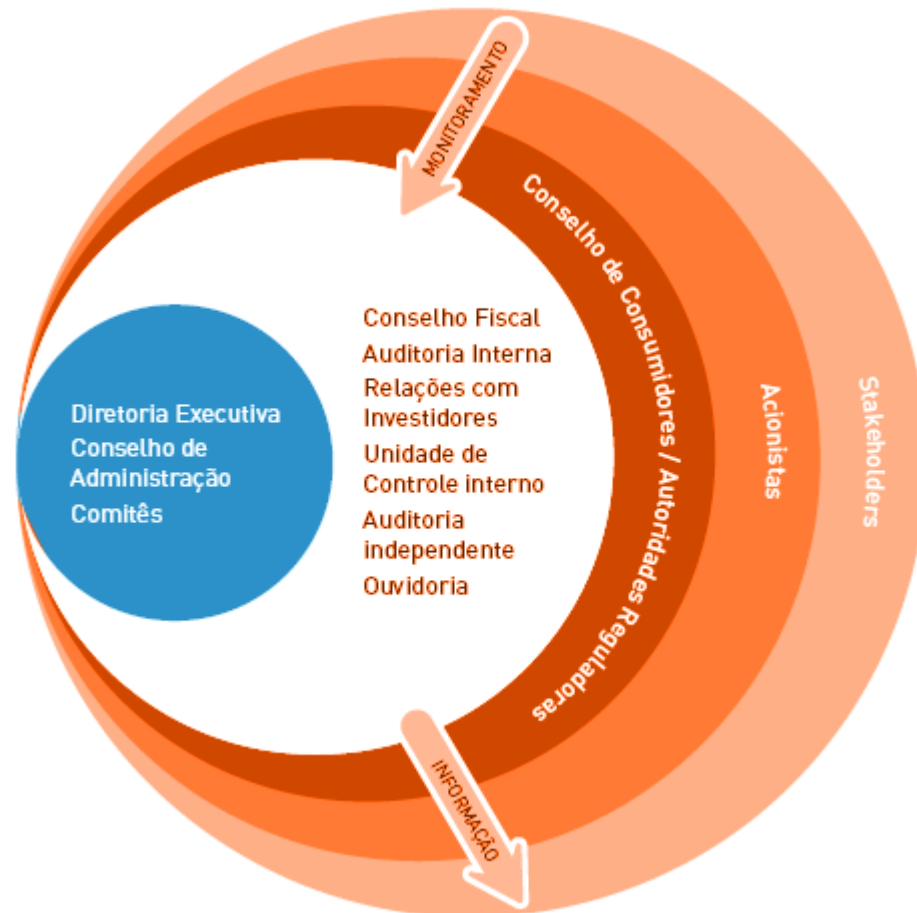 MONITORAMENTO
Conselho de Consumidores / Autoridades Reguladoras
Acionistas
Stakeholders
Conselho Fiscal
Auditoria Interna
Relações com
Investidores
Unidade de
Controle interno
Auditoria
independente
Ouvidoria
Diretoria Executiva
Conselho de
Administração
Comitês
INFORMAÇÃO